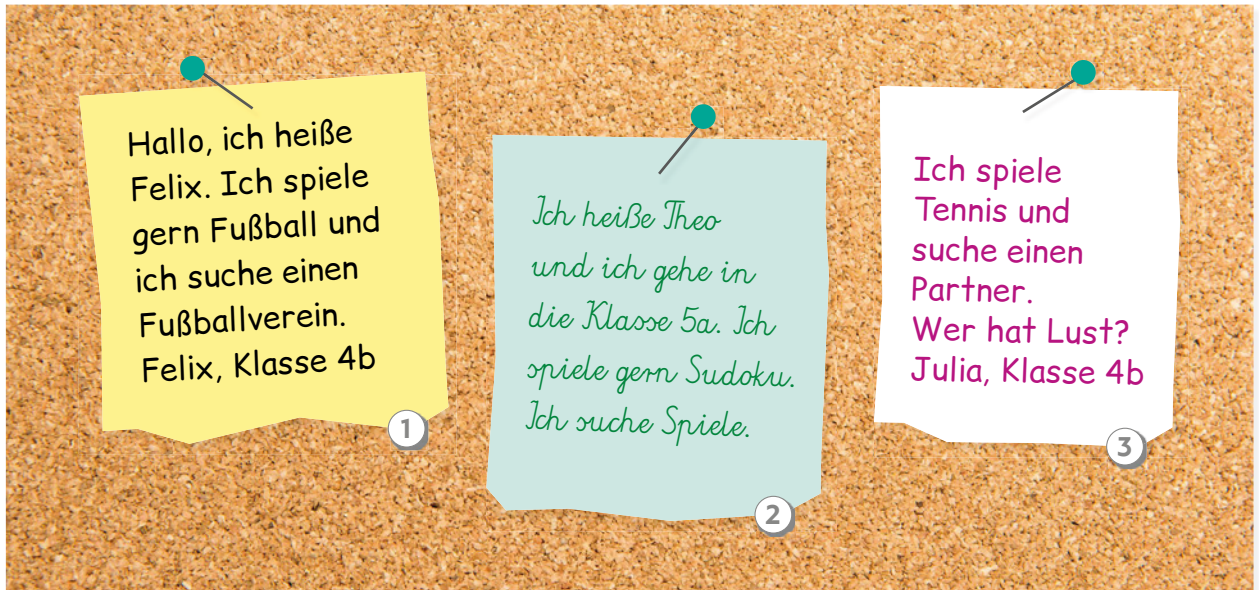 Hallo, ich heiße
Felix. Ich spiele
gern Fußball und
ich suche einen
Fußballverein.
Felix, Klasse 4b
1
Ich heiße Theo
und ich gehe in
die Klasse 5a. Ich
spiele gern Sudoku.
Ich suche Spiele.
2
Ich spiele
Tennis und
suche einen
Partner.
Wer hat Lust?
Julia, Klasse 4b
3